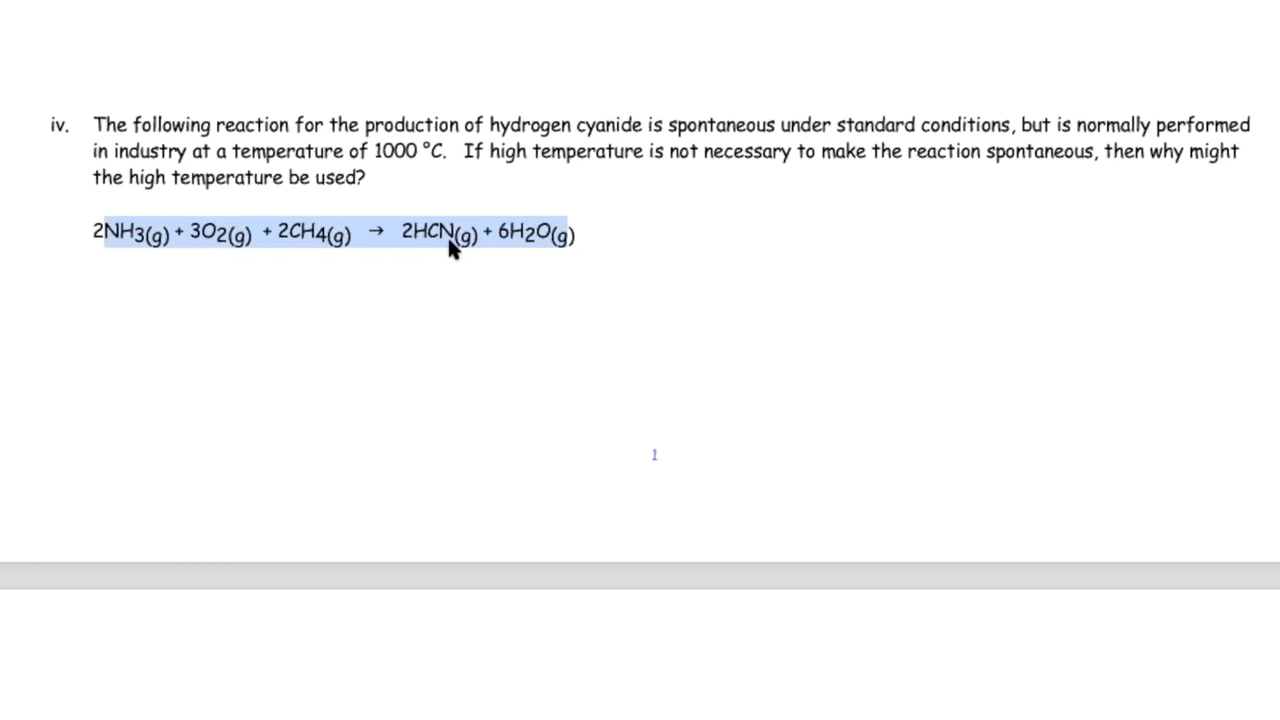 iv. The following reaction for the production of hydrogen cyanide is spontaneous under standard conditions, but is normally performed
in industry at a temperature of 1000 °C. If high temperature is not necessary to make the reaction spontaneous, then why might
the high temperature be used?
2NH3(g) + 3O2(g) + 2CH4(g) → 2HCN(g) + 6H2O(g)
1